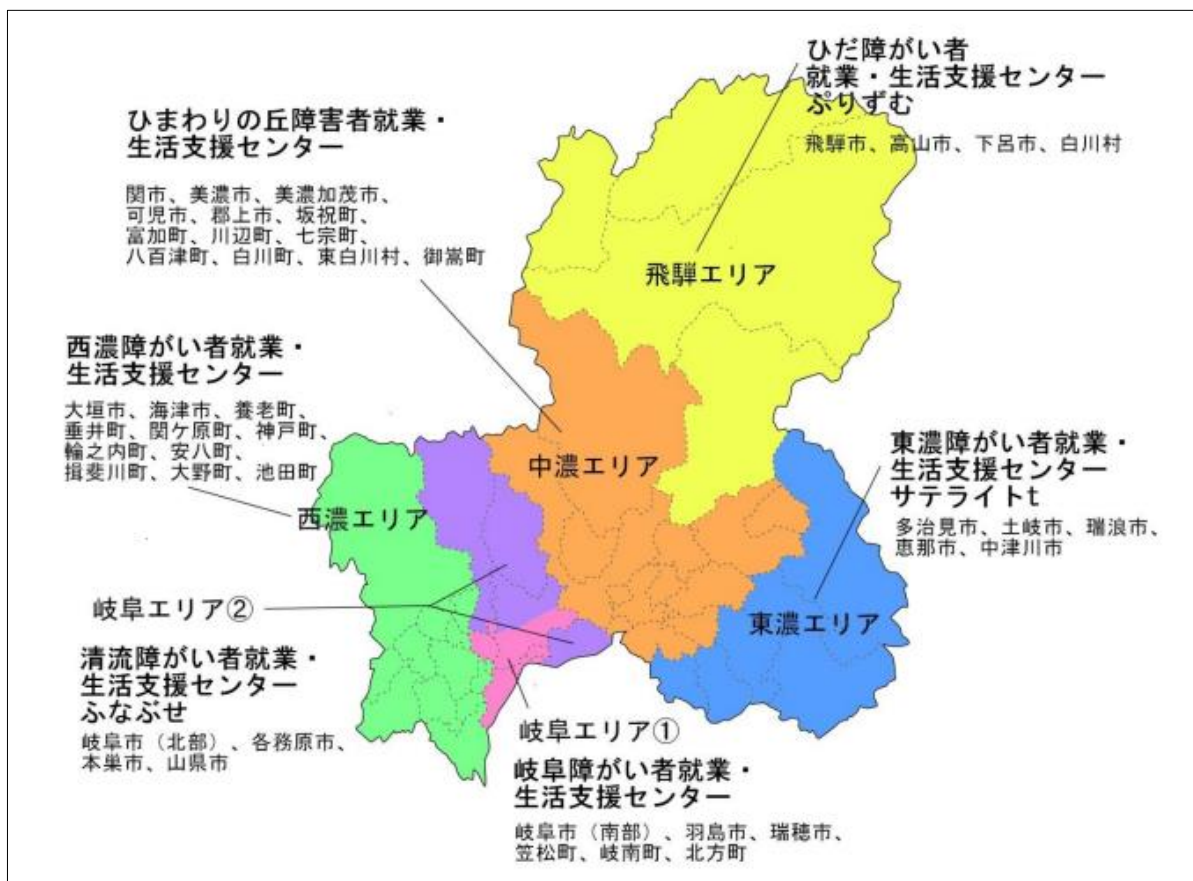 ひだ障がい者
就業・生活支援センター
ぷりずむ
飛騨市、高山市、下呂市、白川村
ひまわりの丘障害者就業・
生活支援センター
関市、美濃市、美濃加茂市、
可児市、郡上市、坂祝町、
富加町、川辺町、七宗町、
八百津町、白川町、東白川村、御嵩町
飛騨エリア
西濃障がい者就業・
生活支援センター
大垣市、海津市、養老町、
垂井町、関ケ原町、神戸町、
輪之内町、安八町、
揖斐川町、大野町、池田町
中濃エリア
東濃障がい者就業・
生活支援センター
サテライトt
多治見市、土岐市、瑞浪市、
恵那市、中津川市
西濃エリア
岐阜エリア②
東濃エリア
清流障がい者就業・
生活支援センター
ふなぶせ
岐阜市（北部）、各務原市、
本巣市、山県市
岐阜エリア①
岐阜障がい者就業・
生活支援センター
岐阜市（南部）、羽島市、瑞穂市、
笠松町、岐南町、北方町